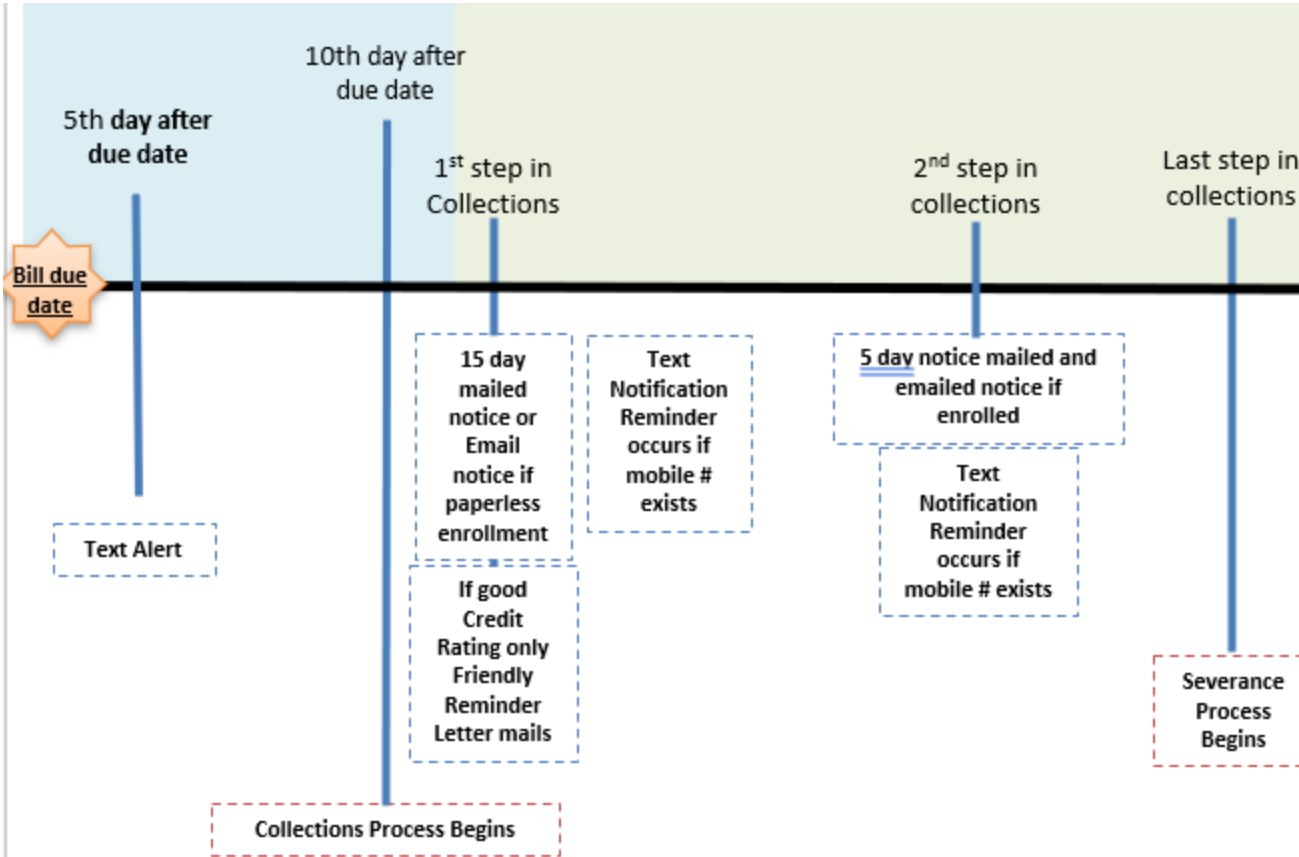 10th day after
due date
5th day after
due date
1st step in
Collections
2nd step in
collections
Last step in
collections
Bill due
date
15 day
mailed
notice or
Email
notice if
paperless
enrollment
Text
Notification
Reminder
occurs if
mobile #
exists
5 day notice mailed and
emailed notice if
enrolled
Text
Notification
Reminder
occurs if
mobile # exists
Text Alert
If good
Credit
Rating only
Friendly
Reminder
Letter mails
Severance
Process
Begins
Collections Process Begins